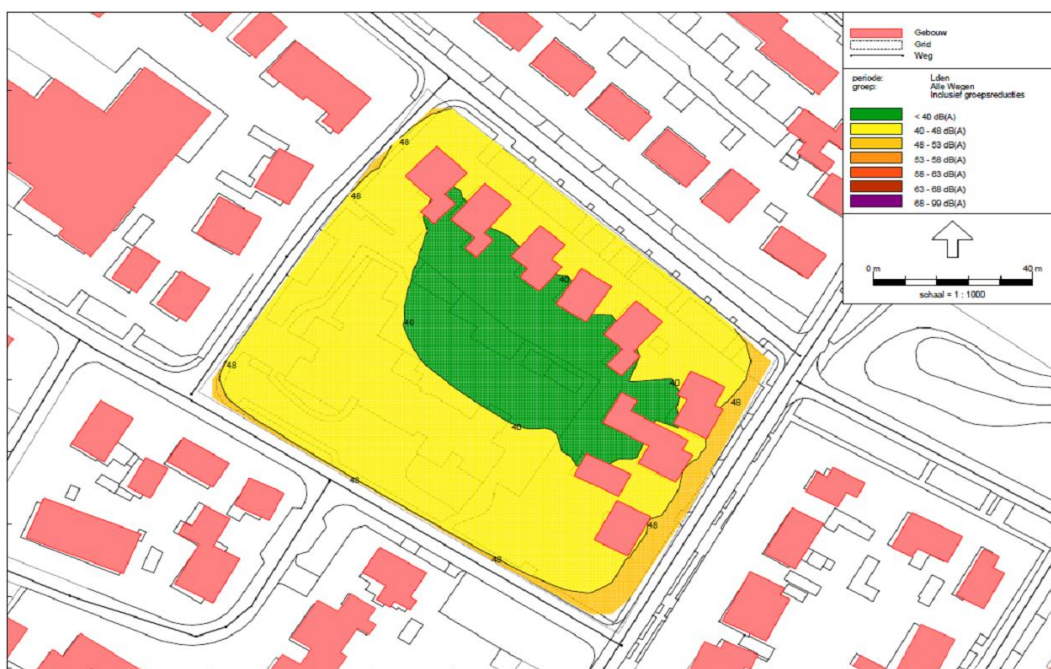 Gebouw
Grid
Weg
periode: Lden
groep: Alle Wegen
Inclusief groepsreducties
< 40 dB(A)
40 - 48 dB(A)
48 - 53 dB(A)
53 - 58 dB(A)
58 - 63 dB(A)
63 - 68 dB(A)
68 - 99 dB(A)
0 m 40 m
schaal = 1 : 1000
48
48
40
40
48
40
48
40
48
48
48